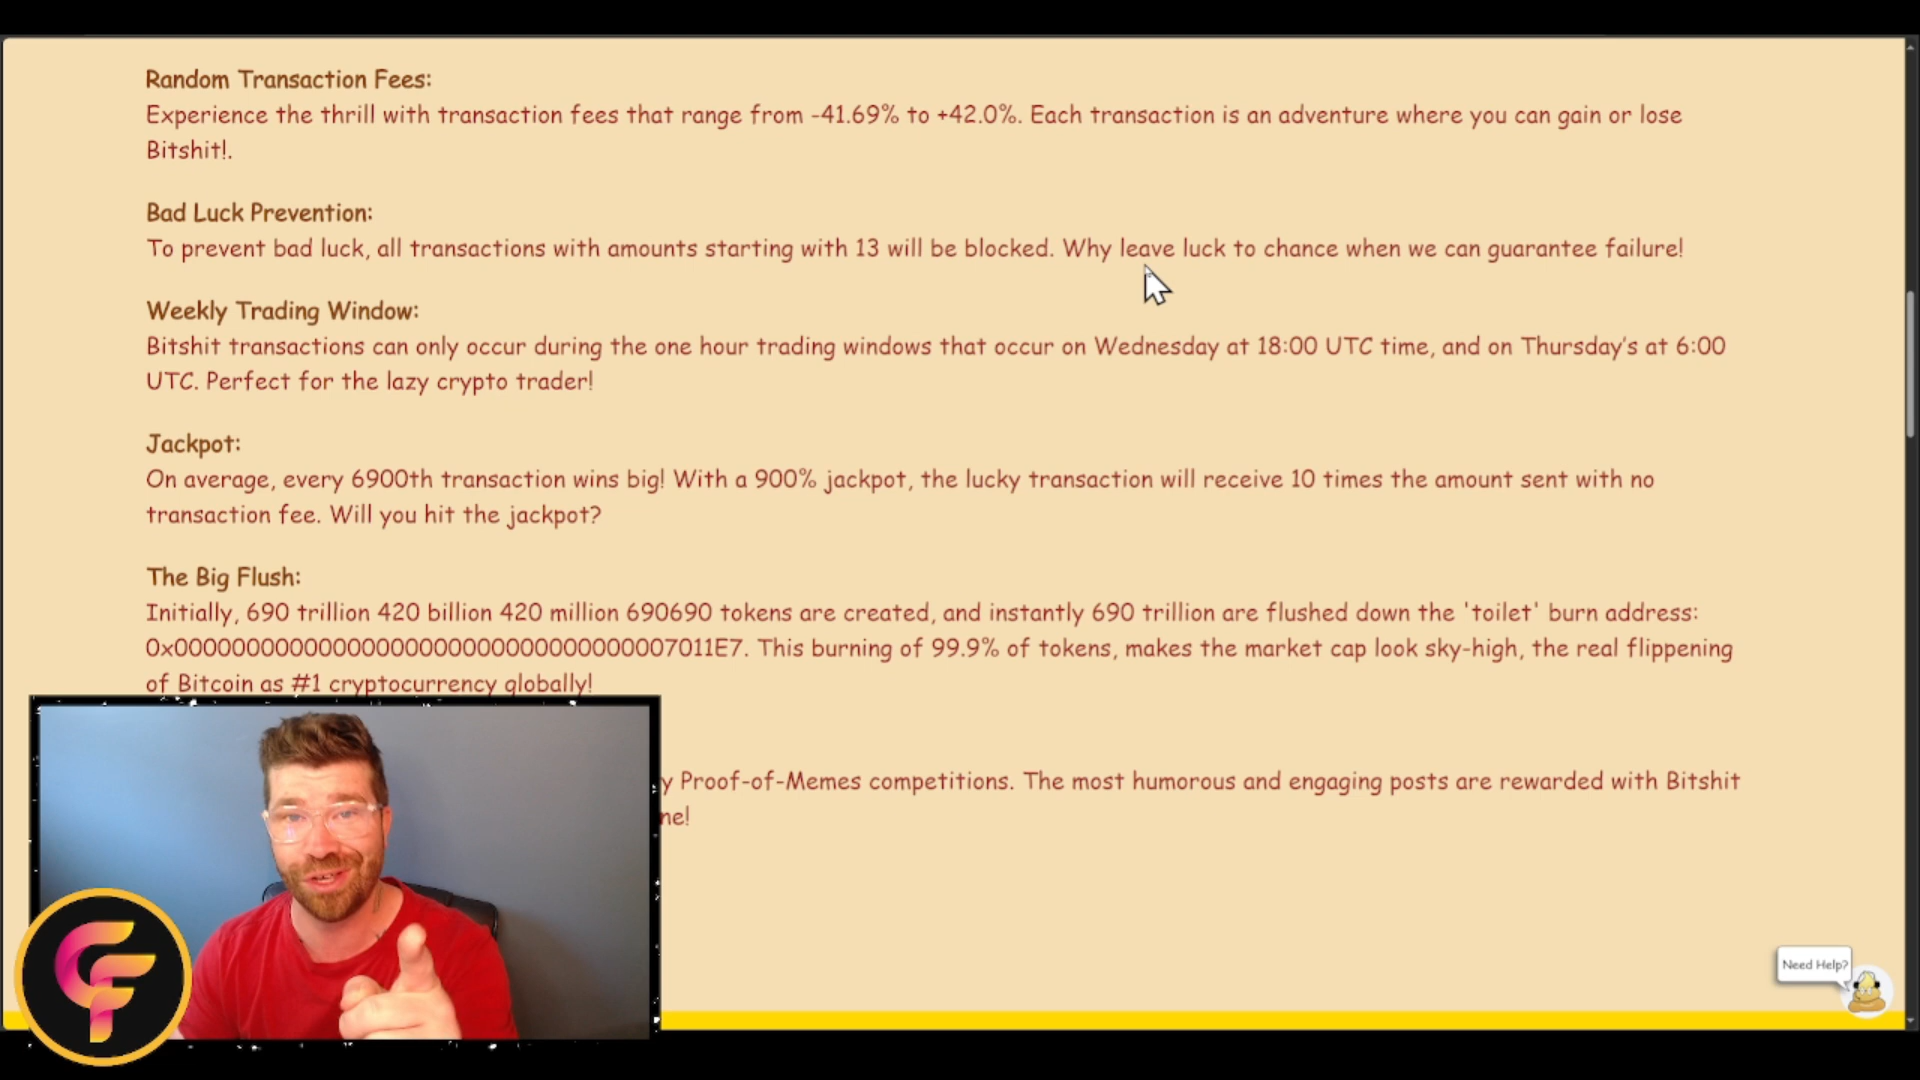 Random Transaction Fees:
Experience the thrill with transaction fees that range from -41.69% to +42.0%. Each transaction is an adventure where you can gain or lose
Bitshit!.
Bad Luck Prevention:
To prevent bad luck, all transactions with amounts starting with 13 will be blocked. Why leave luck to chance when we can guarantee failure!
Weekly Trading Window:
Bitshit transactions can only occur during the one hour trading windows that occur on Wednesday at 18:00 UTC time, and on Thursday's at 6:00
UTC. Perfect for the lazy crypto trader!
Jackpot:
On average, every 6900th transaction wins big! With a 900% jackpot, the lucky transaction will receive 10 times the amount sent with no
transaction fee. Will you hit the jackpot?
The Big Flush:
Initially, 690 trillion 420 billion 420 million 690690 tokens are created, and instantly 690 trillion are flushed down the 'toilet' burn address:
0x0000000000000000000000000000000000007011E7. This burning of 99.9% of tokens, makes the market cap look sky-high, the real flippening
of Bitcoin as #1 cryptocurrency globally!
y Proof-of-Memes competitions. The most humorous and engaging posts are rewarded with Bitshit
ne!
Need Help?
CF